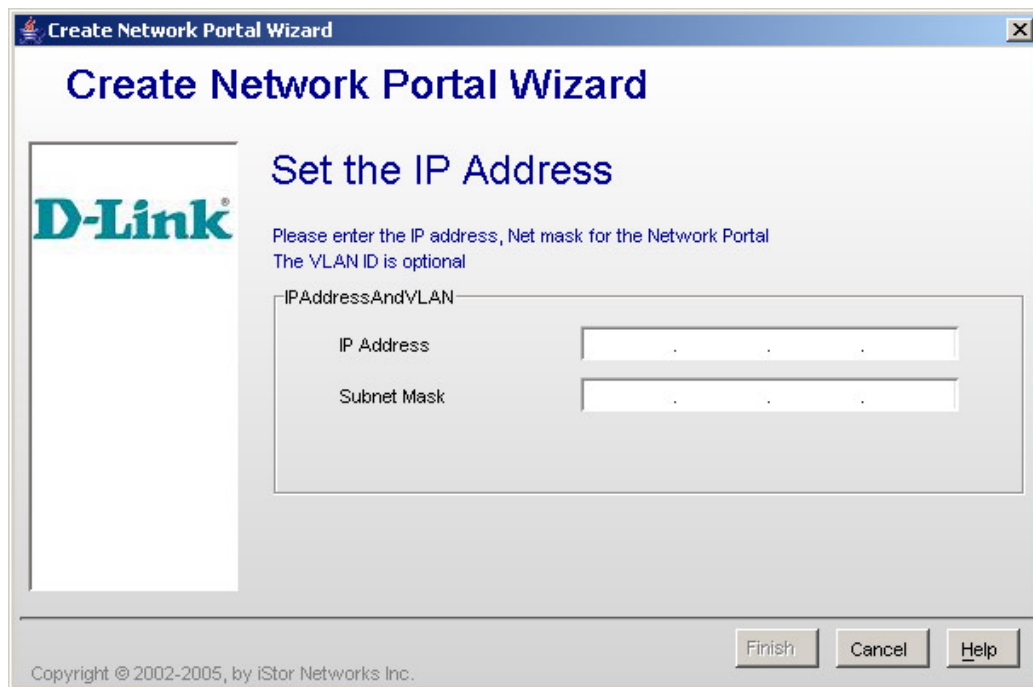 Create Network Portal Wizard
Create Network Portal Wizard
D-Link®
Set the IP Address
Please enter the IP address, Net mask for the Network Portal
The VLAN ID is optional
IPAddressAndVLAN
IP Address . . .
Subnet Mask . . .
Finish Cancel Help
Copyright © 2002-2005, by iStor Networks Inc.